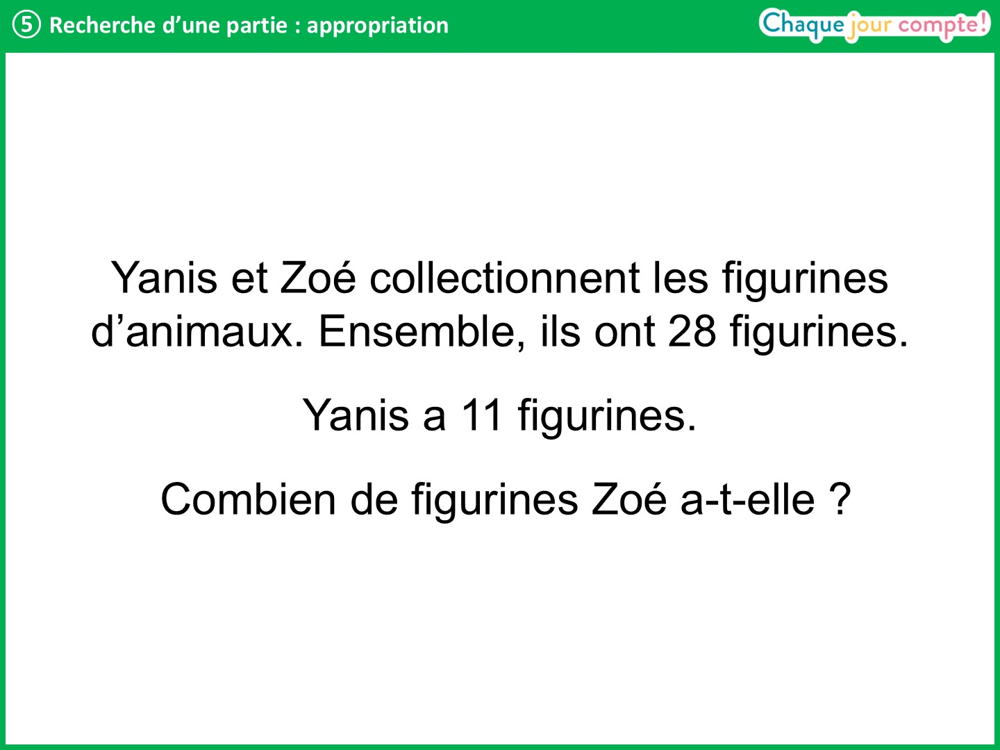 ⑤ Recherche d’une partie : appropriation
Chaque jour compte!
Yanis et Zoé collectionnent les figurines
d’animaux. Ensemble, ils ont 28 figurines.
Yanis a 11 figurines.
Combien de figurines Zoé a-t-elle ?